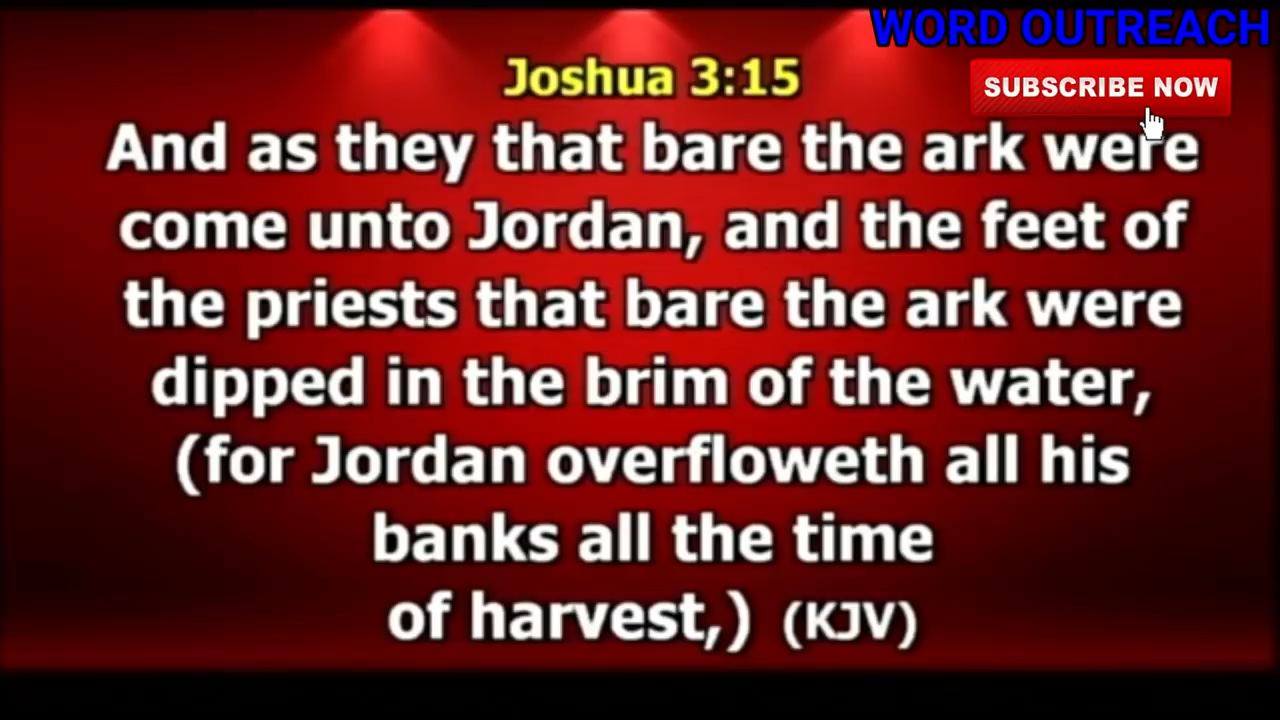 WORD OUTREACH
Joshua 3:15
SUBSCRIBE NOW
And as they that bare the ark were
come unto Jordan, and the feet of
the priests that bare the ark were
dipped in the brim of the water,
(for Jordan overfloweth all his
banks all the time
of harvest,) (KJV)